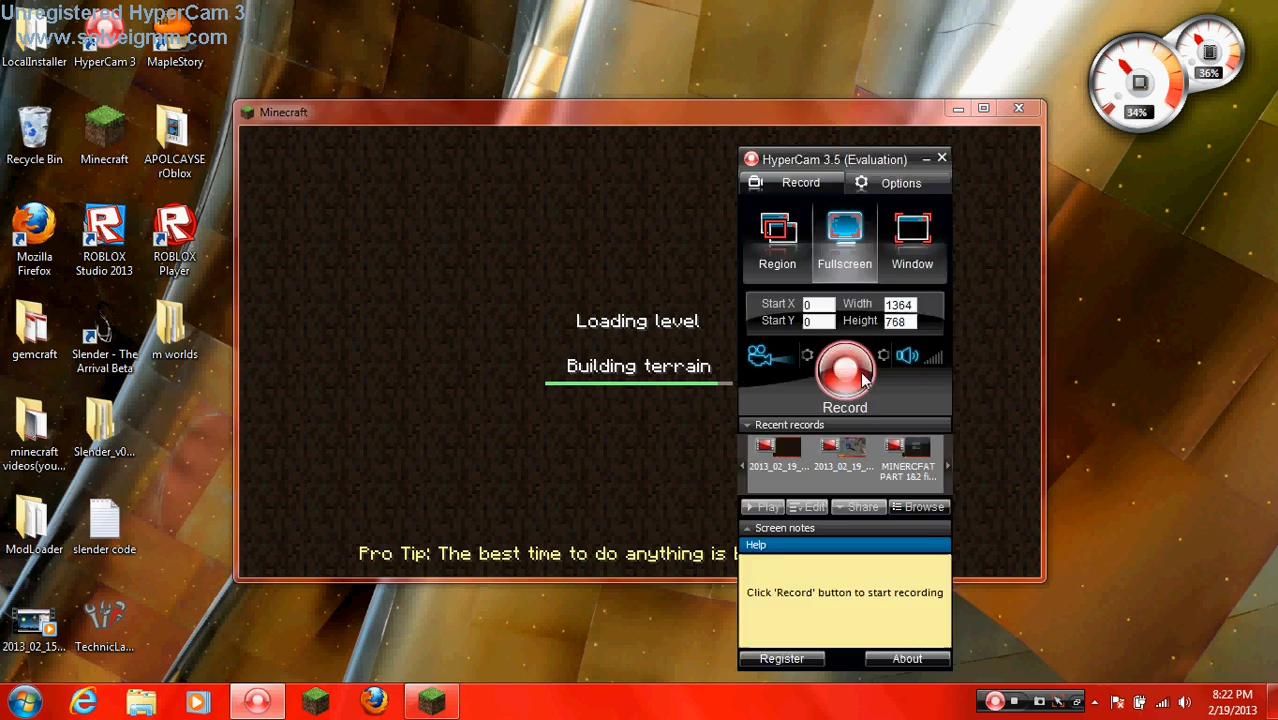 Unregistered HyperCam 3
www.solveigmm.com
LocalInstaller
HyperCam 3
MapleStory
Recycle Bin
Minecraft
APOLCAYSE
rOblox
Mozilla
Firefox
ROBLOX
Studio 2013
ROBLOX
Player
gemcraft
Slender - The
Arrival Beta
m worlds
minecraft
videos(you...
Slender_v0...
ModLoader
slender code
2013_02_15...
TechnicLa...
36%
34%
Minecraft
Loading level
Building terrain
Pro Tip: The best time to do anything is
HyperCam 3.5 (Evaluation)
Record
Options
Region
Fullscreen
Window
Start X 0 Width 1364
Start Y 0 Height 768
Record
Recent records
2013_02_19_...
2013_02_19_...
MINERCFAT
PART 1&2 fi...
Play
Edit
Share
Browse
Screen notes
Help
Click 'Record' button to start recording
Register
About
8:22 PM
2/19/2013